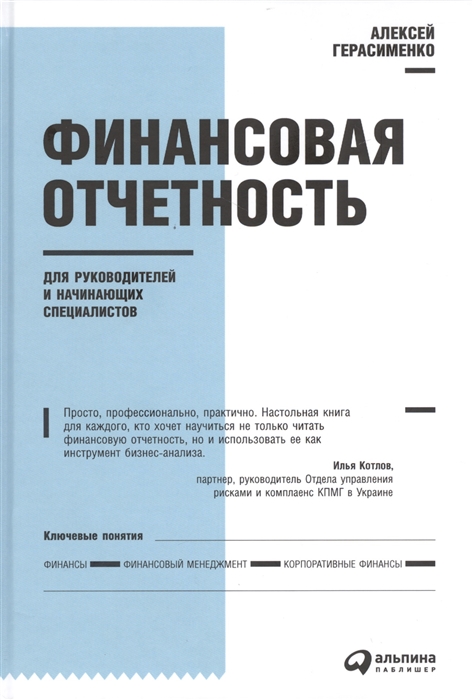 АЛЕКСЕЙ
ГЕРАСИМЕНКО
ФИНАНСОВАЯ
ОТЧЕТНОСТЬ
ДЛЯ РУКОВОДИТЕЛЕЙ
И НАЧИНАЮЩИХ
СПЕЦИАЛИСТОВ
Просто, профессионально, практично. Настольная книга
для каждого, кто хочет научиться не только читать
финансовую отчетность, но и использовать ее как
инструмент бизнес-анализа.
Илья Котлов,
партнер, руководитель Отдела управления
рисками и комплаенс КПМГ в Украине
Ключевые понятия
ФИНАНСЫ — ФИНАНСОВЫЙ МЕНЕДЖМЕНТ — КОРПОРАТИВНЫЕ ФИНАНСЫ —
альпина
ПАБЛИШЕР